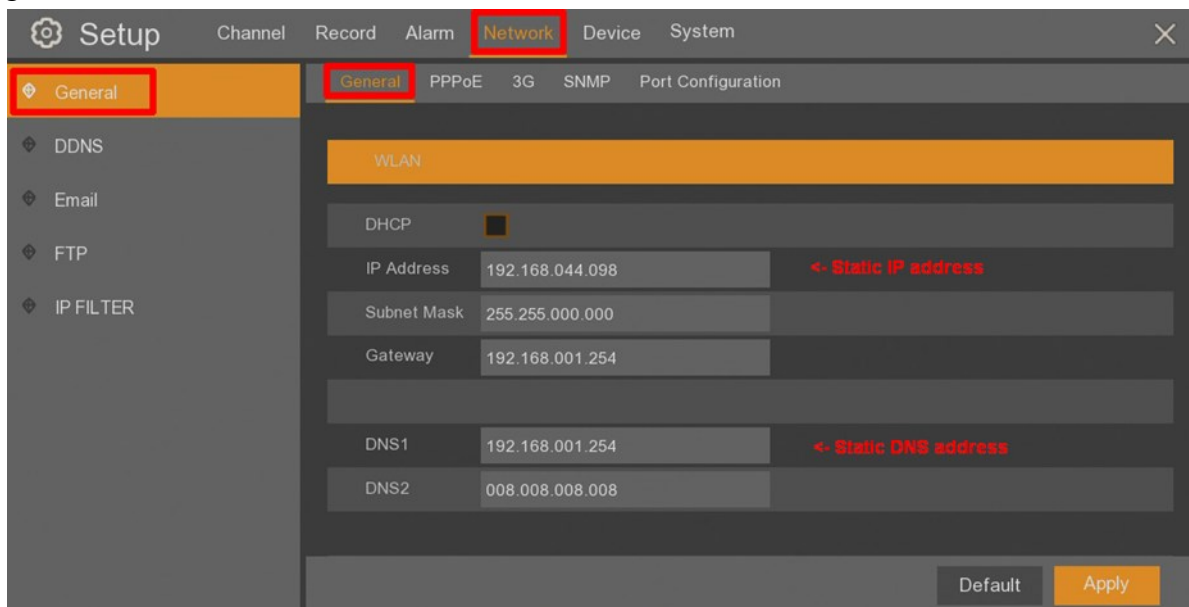 Setup Channel Record Alarm Network Device System
General
DDNS
Email
FTP
IP FILTER
General PPPoE 3G SNMP Port Configuration
WLAN
DHCP
IP Address 192.168.044.098 <- Static IP address
Subnet Mask 255.255.000.000
Gateway 192.168.001.254
DNS1 192.168.001.254 <- Static DNS address
DNS2 008.008.008.008
Default Apply